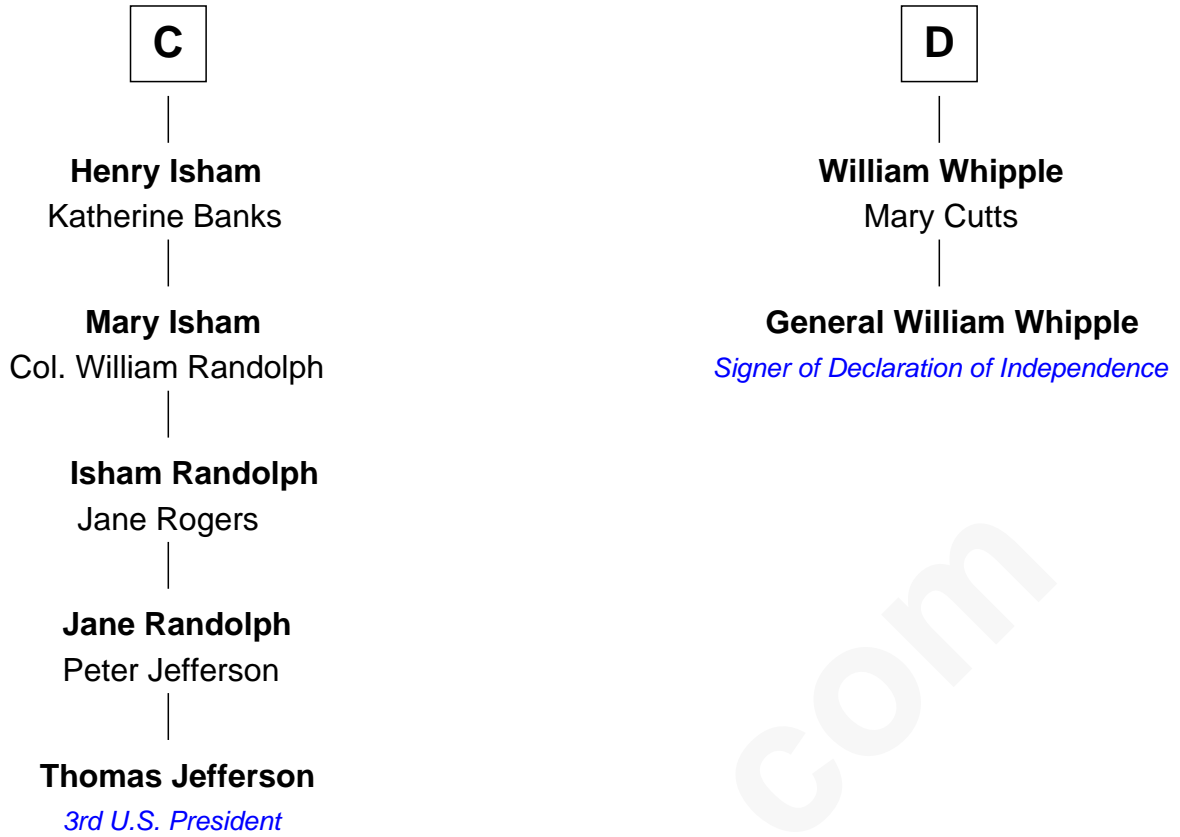 C
Henry Isham
Katherine Banks
Mary Isham
Col. William Randolph
Isham Randolph
Jane Rogers
Jane Randolph
Peter Jefferson
Thomas Jefferson
3rd U.S. President
D
William Whipple
Mary Cutts
General William Whipple
Signer of Declaration of Independence
com